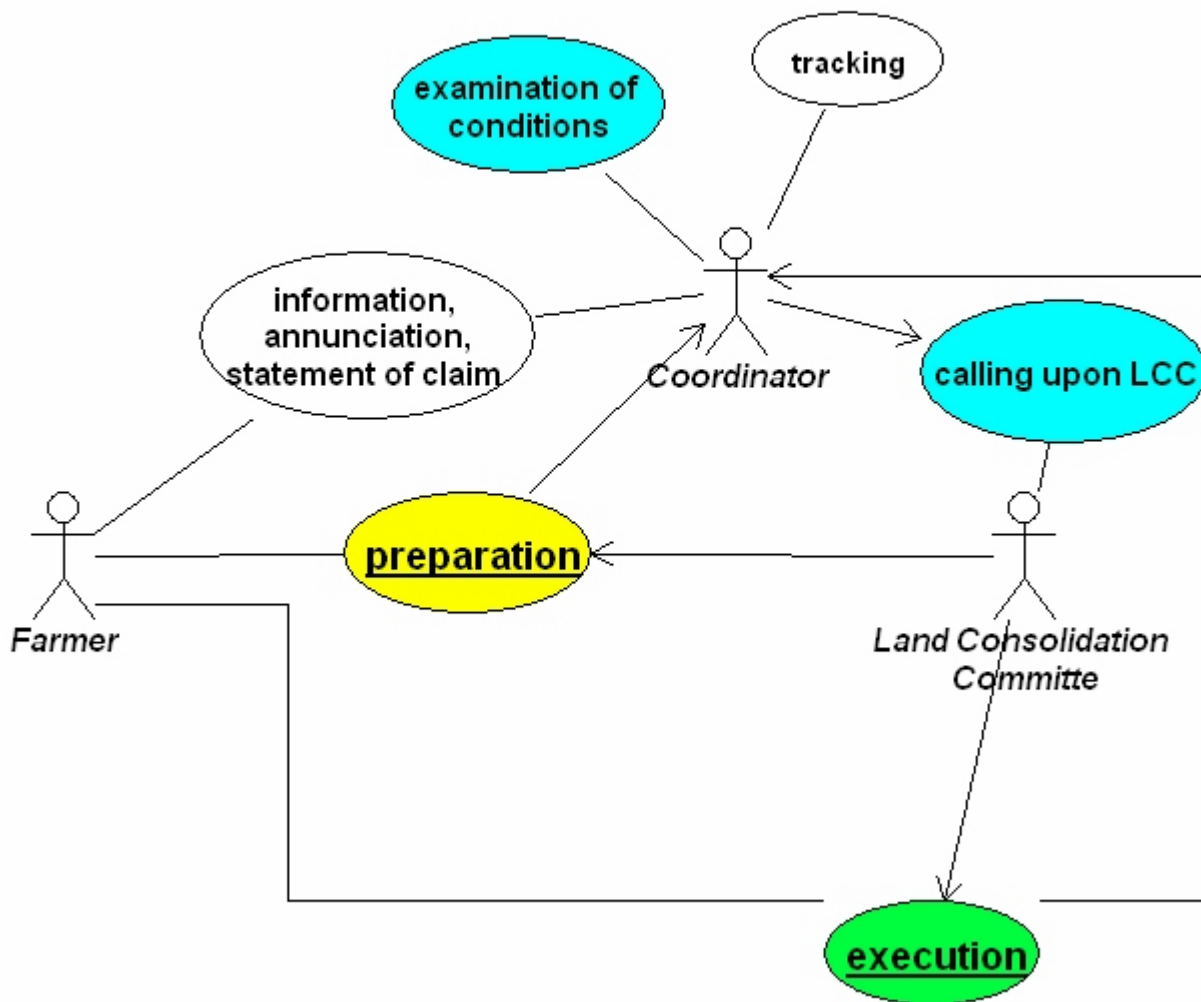 tracking
examination of
conditions
information,
annunciation,
statement of claim
Coordinator
calling upon LCC
preparation
Farmer
Land Consolidation
Committe
execution